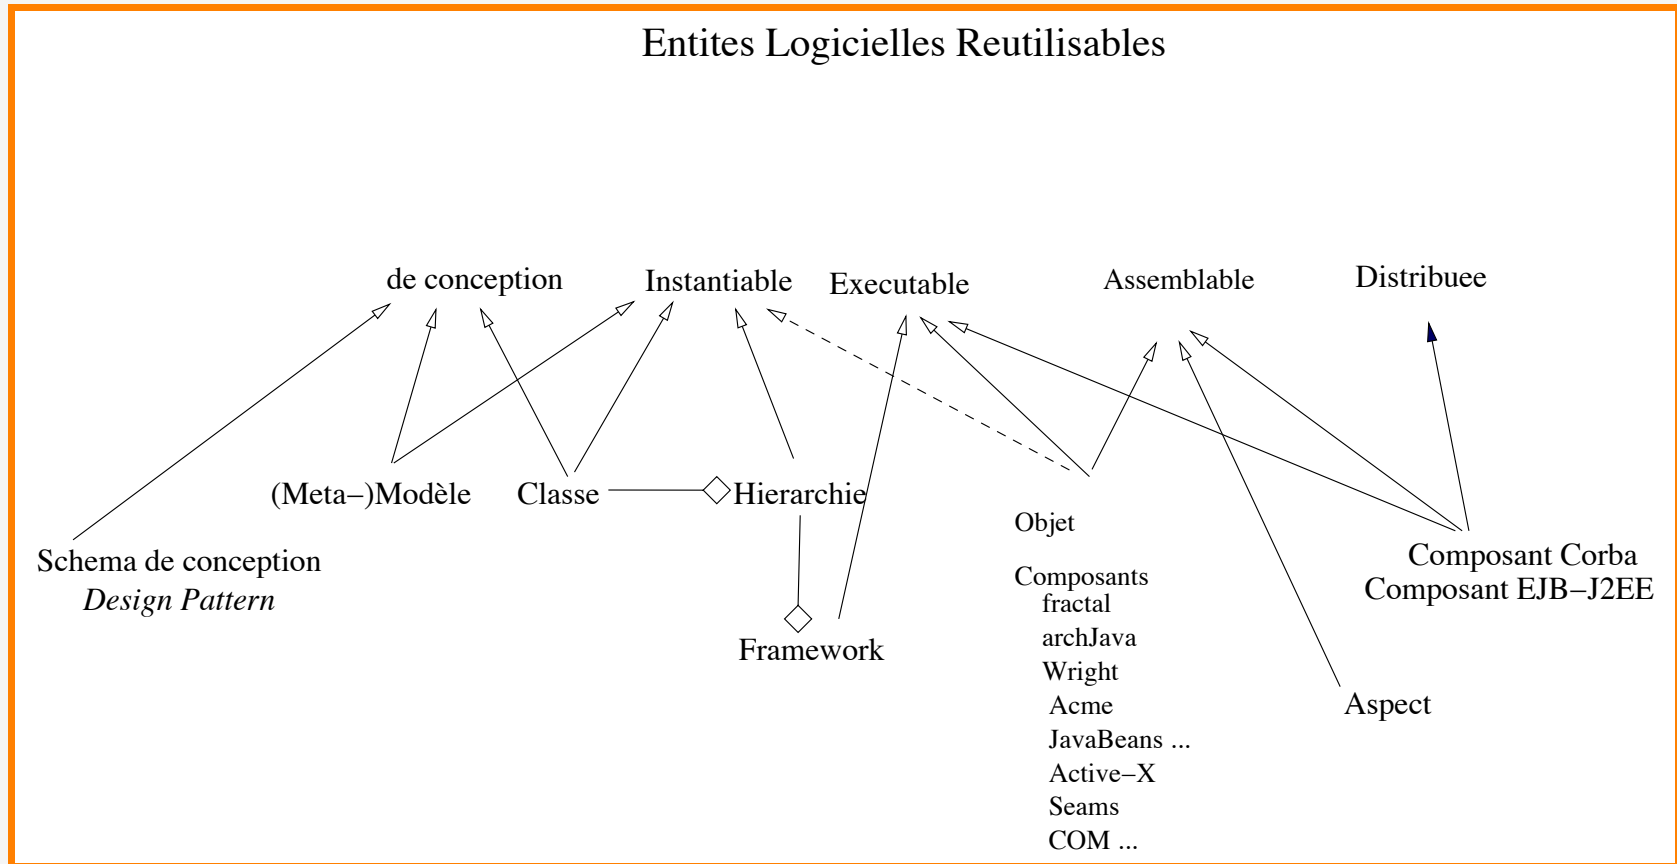 Entites Logicielles Reutilisables
de conception
Instantiable
Executable
Assemblable
Distribuee
(Meta–)Modèle
Classe
Hierarchie
Schema de conception
Design Pattern
Framework
Objet
Composants
fractal
archJava
Wright
Acme
JavaBeans ...
Active–X
Seams
COM ...
Composant Corba
Composant EJB–J2EE
Aspect